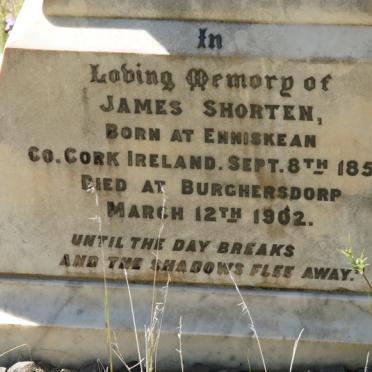 In
Loving Memory of
JAMES SHORTEN,
BORN AT ENNISKEAN
CO. CORK IRELAND. SEPT. 8TH 185
DIED AT BURGHERSDORP
MARCH 12TH 1902.
UNTIL THE DAY BREAKS
AND THE SHADOWS FLEE AWAY.